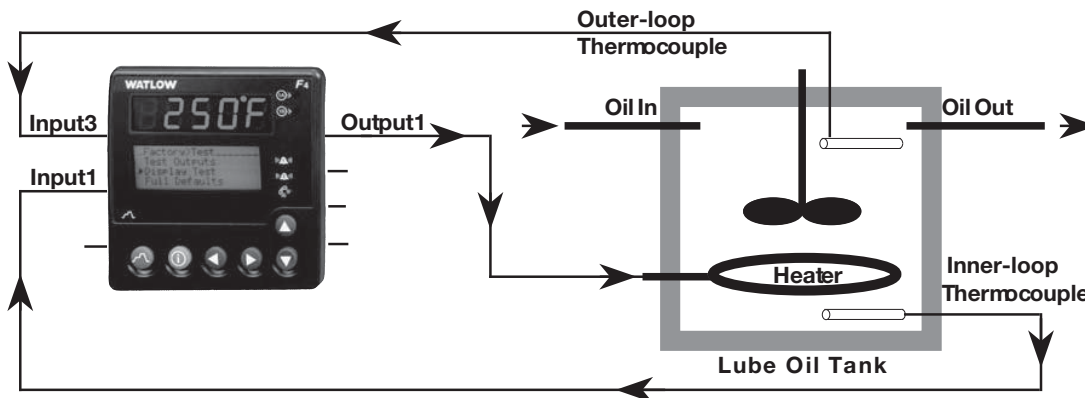 Outer-loop
Thermocouple
WATLOW F4
250°F
Input3
Output1
Oil In
Oil Out
Factory/Test
Test Outputs
Display Test
Full Defaults
Input1
Heater
Inner-loop
Thermocouple
Lube Oil Tank